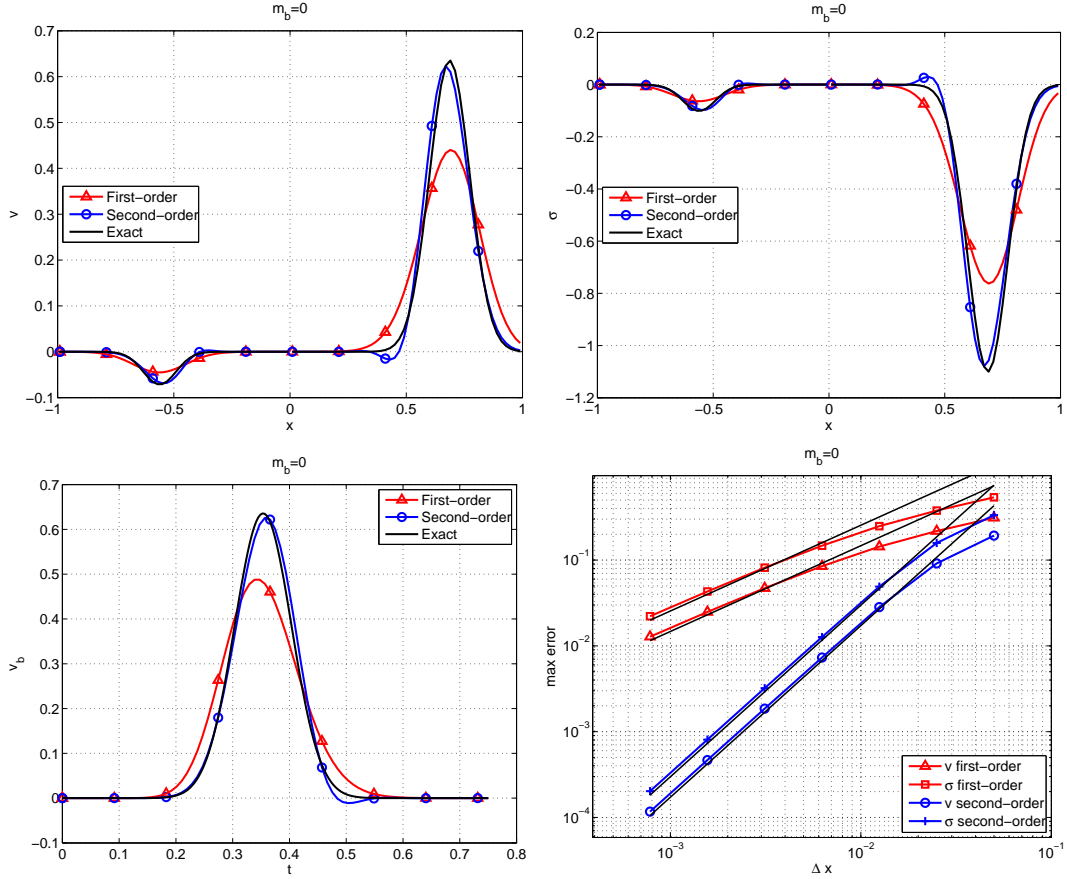 m_b=0
0.7
0.6
0.5
0.4
0.3
0.2
0.1
0
−0.1
v
First−order
Second−order
Exact
−1
−0.5
0
0.5
1
x
m_b=0
0.2
0
−0.2
−0.4
−0.6
−0.8
−1
−1.2
σ
First−order
Second−order
Exact
−1
−0.5
0
0.5
1
x
m_b=0
0.7
0.6
0.5
0.4
0.3
0.2
0.1
0
−0.1
v_b
First−order
Second−order
Exact
0
0.1
0.2
0.3
0.4
0.5
0.6
0.7
0.8
t
m_b=0
10^−1
10^−2
10^−3
10^−4
max error
v first−order
σ first−order
v second−order
σ second−order
10^−3
10^−2
10^−1
Δ x